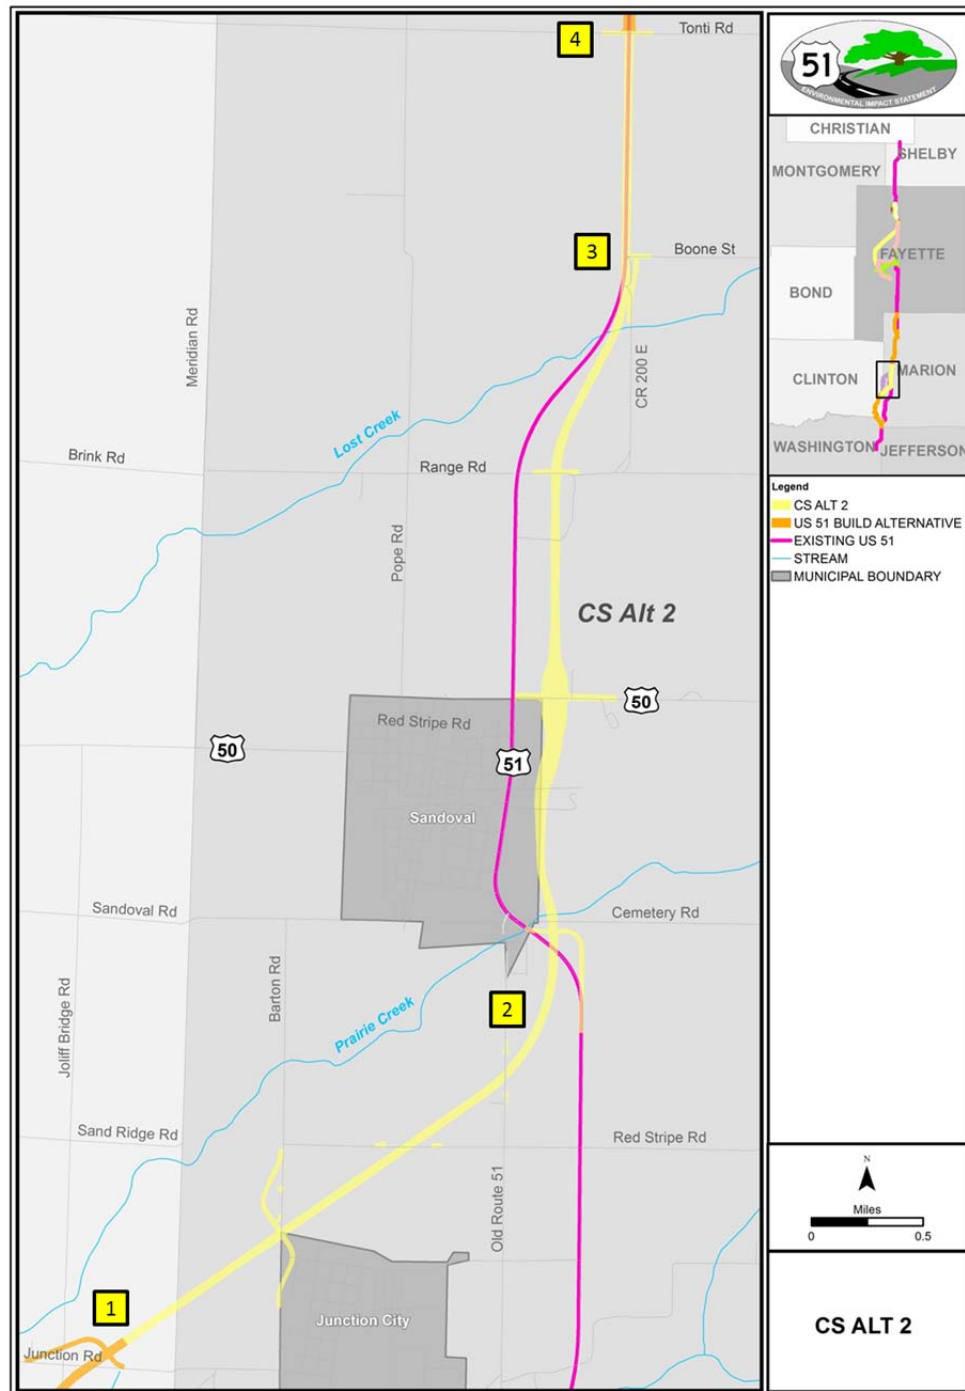 4
Tonti Rd
3
Boone St
Meridian Rd
CR 200 E
Lost Creek
Brink Rd
Range Rd
Pope Rd
CS Alt 2
50
Red Stripe Rd
50
51
Sandoval
Sandoval Rd
Cemetery Rd
Barton Rd
Joliff Bridge Rd
2
Prairie Creek
Sand Ridge Rd
Red Stripe Rd
Old Route 51
1
Junction City
Junction Rd
51
ENVIRONMENTAL IMPACT STATEMENT
CHRISTIAN
SHELBY
MONTGOMERY
FAYETTE
BOND
CLINTON
MARION
WASHINGTON
JEFFERSON
Legend
CS ALT 2
US 51 BUILD ALTERNATIVE
EXISTING US 51
STREAM
MUNICIPAL BOUNDARY
N
Miles
0 0.5
CS ALT 2